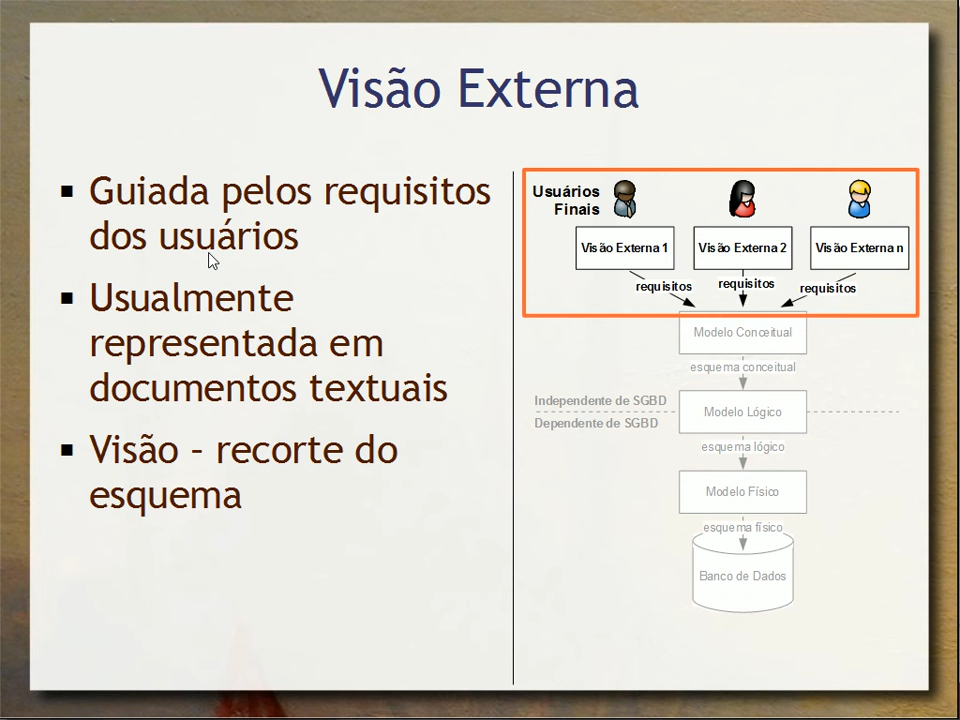 Visão Externa
▪ Guiada pelos requisitos
dos usuários
▪ Usualmente
representada em
documentos textuais
▪ Visão – recorte do
esquema
Usuários
Finais
Visão Externa 1
Visão Externa 2
Visão Externa n
requisitos
requisitos
requisitos
Modelo Conceitual
esquema conceitual
Independente de SGBD
Dependente de SGBD
Modelo Lógico
esquema lógico
Modelo Físico
esquema físico
Banco de Dados